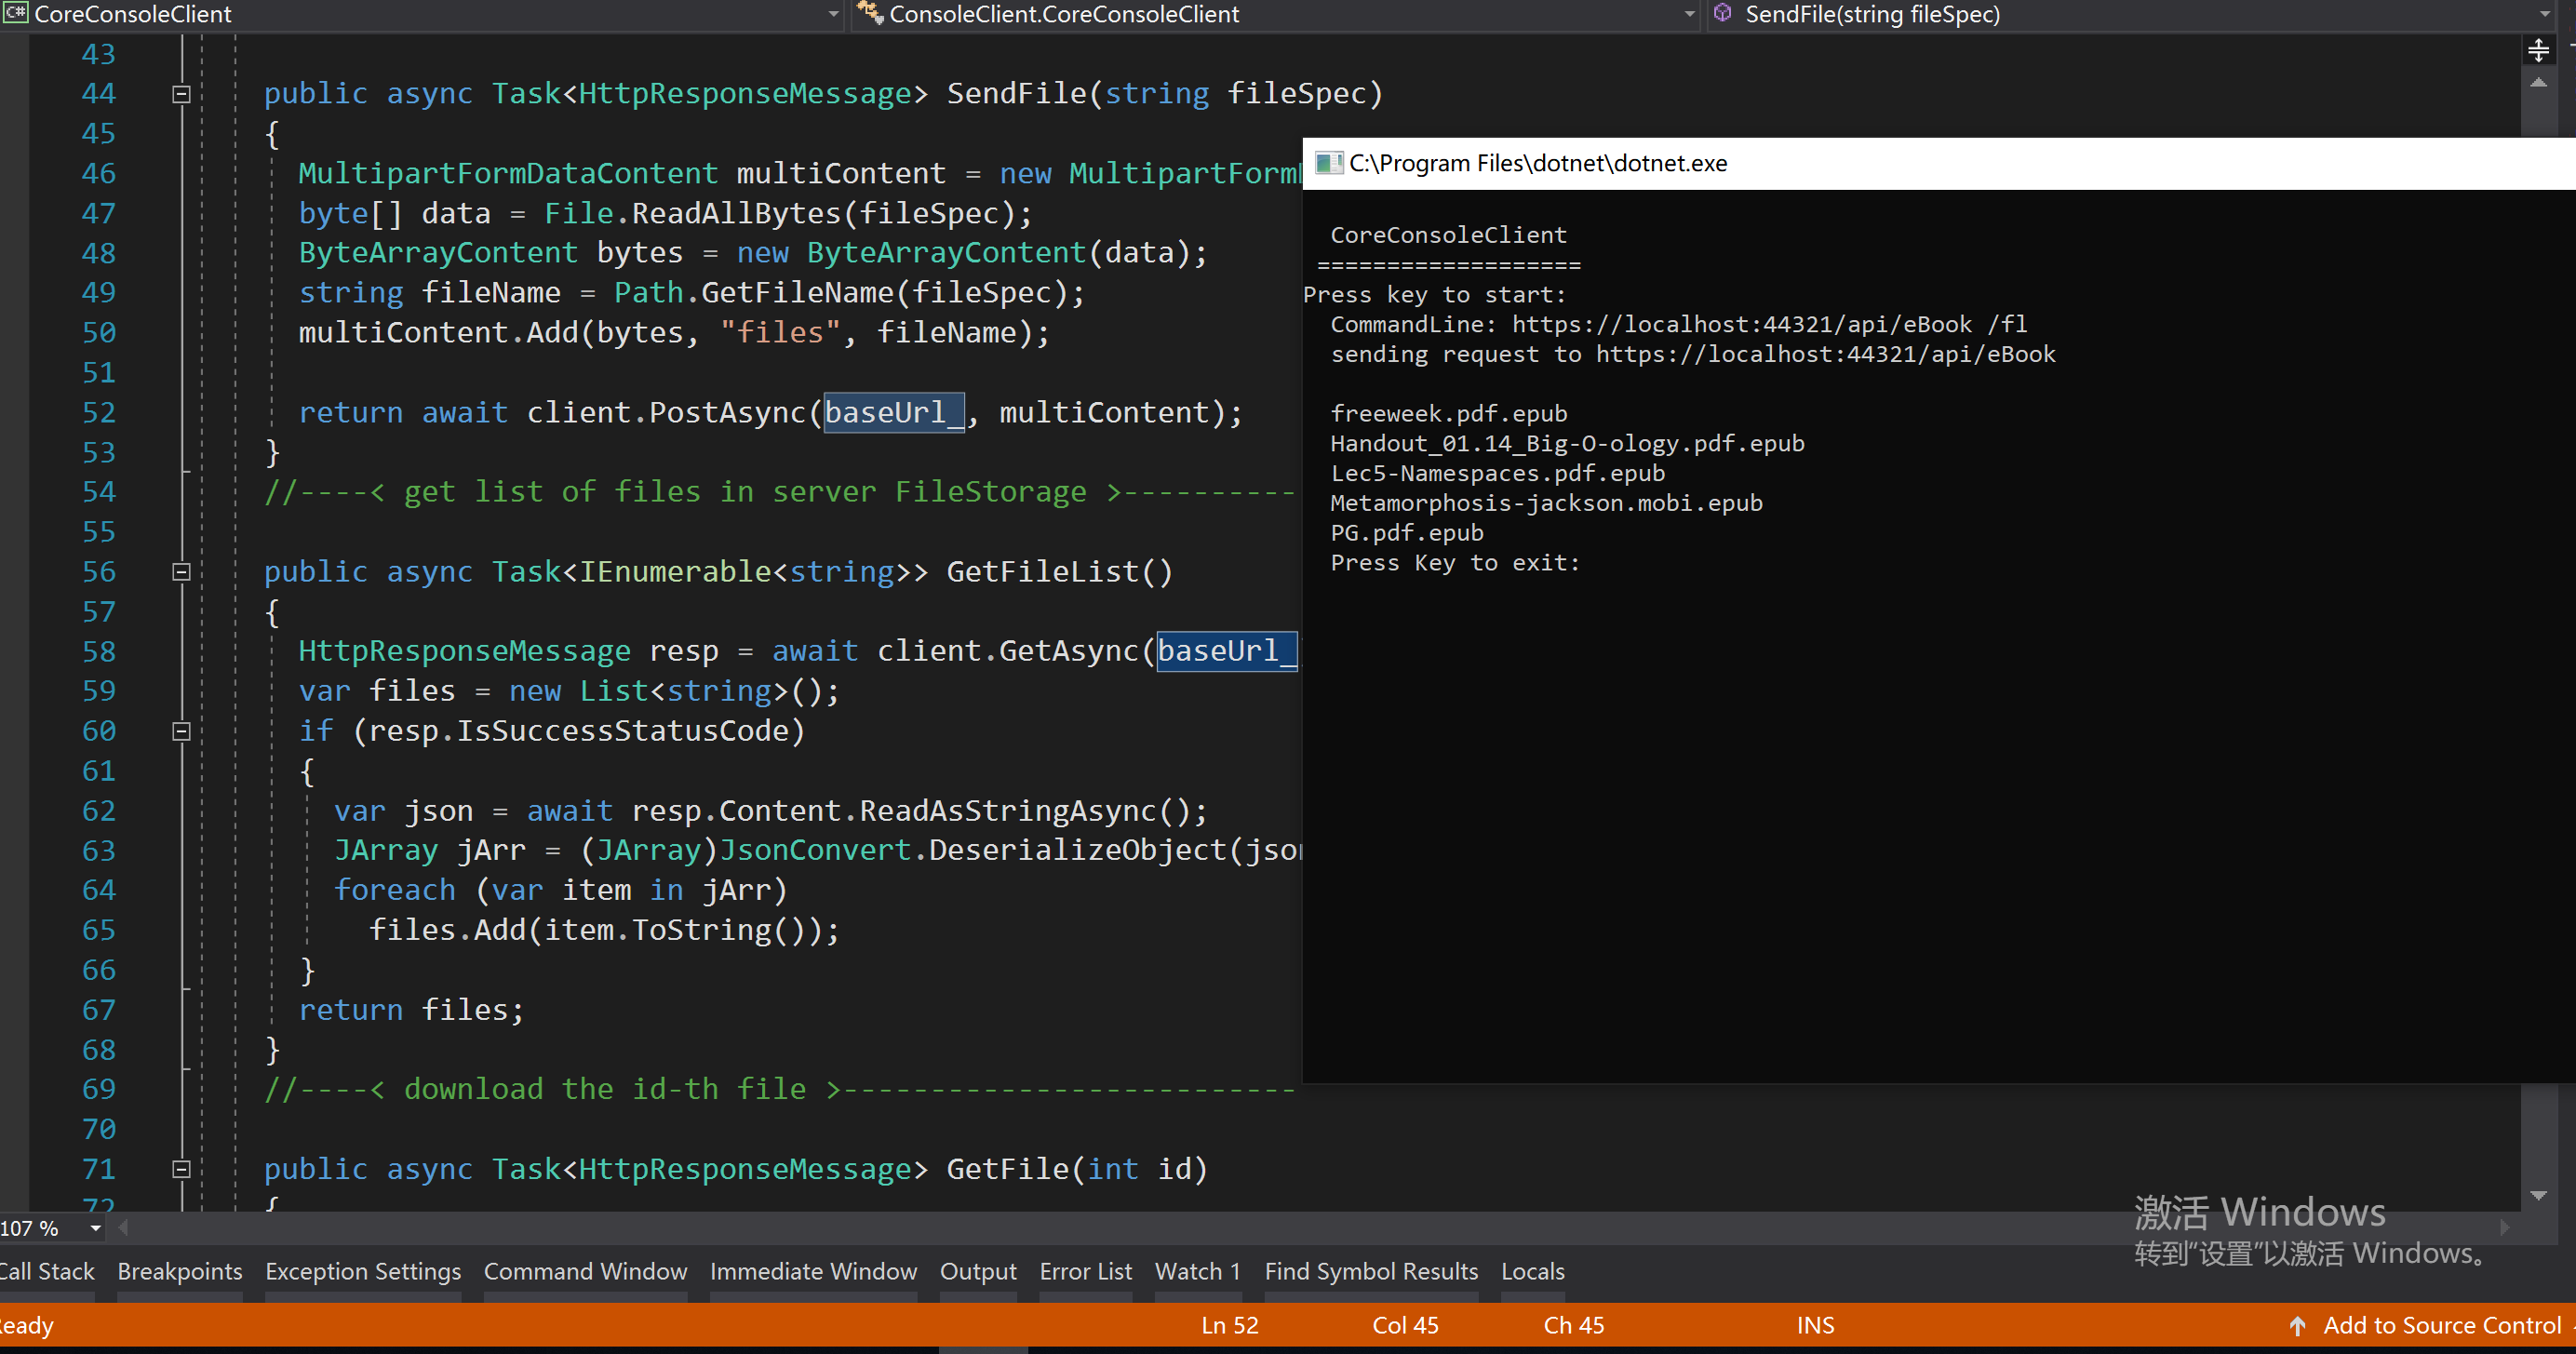 CoreConsoleClient
ConsoleClient.CoreConsoleClient
SendFile(string fileSpec)
43
44 public async Task<HttpResponseMessage> SendFile(string fileSpec)
45 {
46 MultipartFormDataContent multiContent = new MultipartForm
47 byte[] data = File.ReadAllBytes(fileSpec);
48 ByteArrayContent bytes = new ByteArrayContent(data);
49 string fileName = Path.GetFileName(fileSpec);
50 multiContent.Add(bytes, "files", fileName);
51
52 return await client.PostAsync(baseUrl_, multiContent);
53 }
54 //----< get list of files in server FileStorage >----------
55
56 public async Task<IEnumerable<string>> GetFileList()
57 {
58 HttpResponseMessage resp = await client.GetAsync(baseUrl_
59 var files = new List<string>();
60 if (resp.IsSuccessStatusCode)
61 {
62 var json = await resp.Content.ReadAsStringAsync();
63 JArray jArr = (JArray)JsonConvert.DeserializeObject(jso
64 foreach (var item in jArr)
65 files.Add(item.ToString());
66 }
67 return files;
68 }
69 //----< download the id-th file >--------------------------
70
71 public async Task<HttpResponseMessage> GetFile(int id)
72 {
C:\Program Files\dotnet\dotnet.exe
CoreConsoleClient
===================
Press key to start:
CommandLine: https://localhost:44321/api/eBook /fl
sending request to https://localhost:44321/api/eBook
freeweek.pdf.epub
Handout_01.14_Big-O-ology.pdf.epub
Lec5-Namespaces.pdf.epub
Metamorphosis-jackson.mobi.epub
PG.pdf.epub
Press Key to exit:
激活 Windows
转到“设置”以激活 Windows。
107 %
Call Stack Breakpoints Exception Settings Command Window Immediate Window Output Error List Watch 1 Find Symbol Results Locals
eady Ln 52 Col 45 Ch 45 INS Add to Source Control